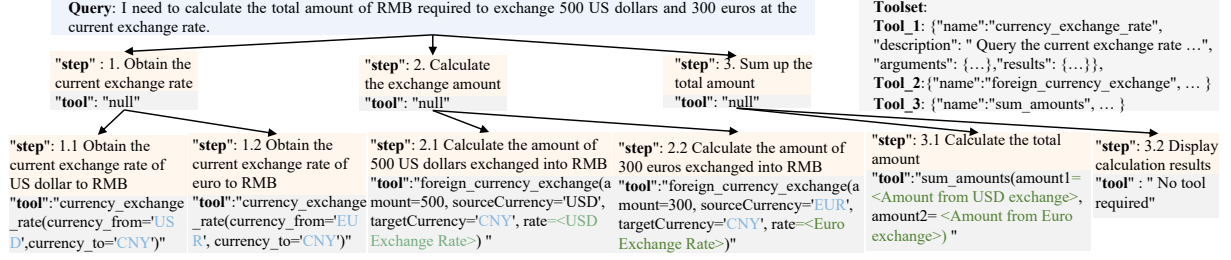 Query: I need to calculate the total amount of RMB required to exchange 500 US dollars and 300 euros at the
current exchange rate.
Toolset:
Tool_1: {"name":"currency_exchange_rate",
"description": " Query the current exchange rate …",
"arguments": {…},"results": {…}},
Tool_2:{"name":"foreign_currency_exchange", … }
Tool_3: {"name":"sum_amounts", … }
"step" : 1. Obtain the
current exchange rate
"tool": "null"
"step": 2. Calculate
the exchange amount
"tool": "null"
"step": 3. Sum up the
total amount
"tool": "null"
"step": 1.1 Obtain the
current exchange rate of
US dollar to RMB
"tool":"currency_exchange
_rate(currency_from='US
D',currency_to='CNY')"
"step": 1.2 Obtain the
current exchange rate of
euro to RMB
"tool":"currency_exchange
_rate(currency_from='EU
R', currency_to='CNY')"
"step": 2.1 Calculate the amount of
500 US dollars exchanged into RMB
"tool":"foreign_currency_exchange(a
mount=500, sourceCurrency='USD',
targetCurrency='CNY', rate=<USD
Exchange Rate>) "
"step": 2.2 Calculate the amount of
300 euros exchanged into RMB
"tool":"foreign_currency_exchange(a
mount=300, sourceCurrency='EUR',
targetCurrency='CNY', rate=<Euro
Exchange Rate>)"
"step": 3.1 Calculate the total
amount
"tool":"sum_amounts(amount1=
<Amount from USD exchange>,
amount2= <Amount from Euro
exchange>) "
"step": 3.2 Display
calculation results
"tool" : " No tool
required"